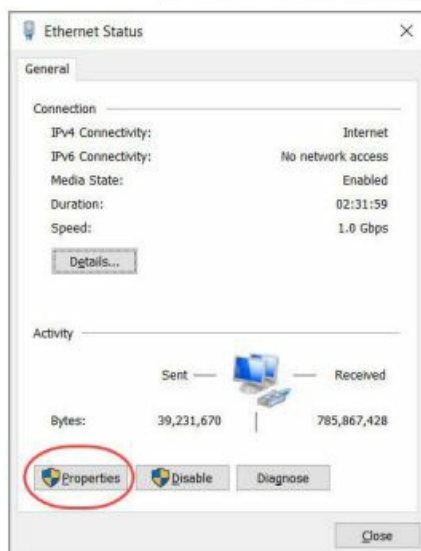 Ethernet Status
General
Connection
IPv4 Connectivity: Internet
IPv6 Connectivity: No network access
Media State: Enabled
Duration: 02:31:59
Speed: 1.0 Gbps
Details...
Activity
Sent Received
Bytes: 39,231,670 785,867,428
Properties Disable Diagnose
Close